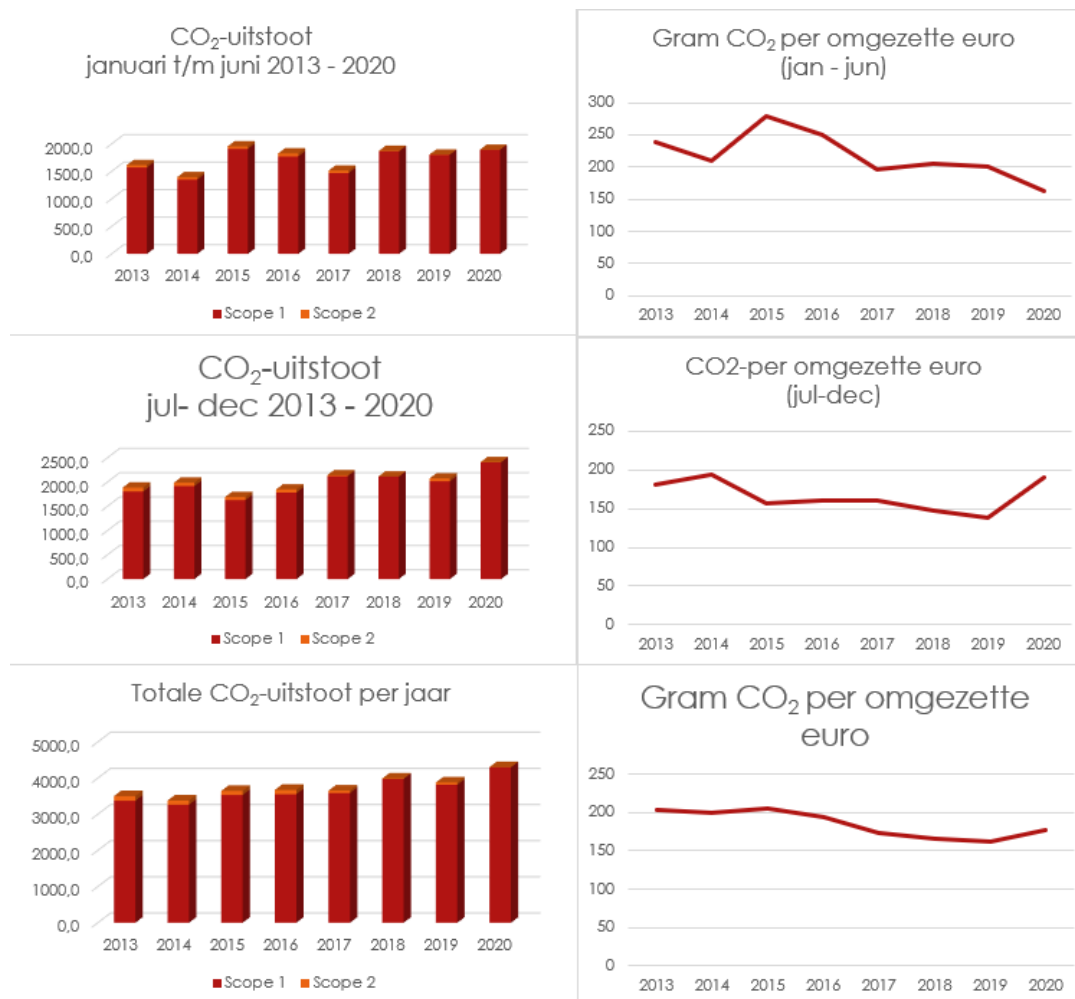 CO₂-uitstoot
januari t/m juni 2013 - 2020
2000,0
1500,0
1000,0
500,0
0,0
2013 2014 2015 2016 2017 2018 2019 2020
Scope 1 Scope 2
Gram CO₂ per omgezette euro
(jan - jun)
300
250
200
150
100
50
0
2013 2014 2015 2016 2017 2018 2019 2020
CO₂-uitstoot
jul- dec 2013 - 2020
2500,0
2000,0
1500,0
1000,0
500,0
0,0
2013 2014 2015 2016 2017 2018 2019 2020
Scope 1 Scope 2
CO2-per omgezette euro
(jul-dec)
250
200
150
100
50
0
2013 2014 2015 2016 2017 2018 2019 2020
Totale CO₂-uitstoot per jaar
5000,0
4000,0
3000,0
2000,0
1000,0
0,0
2013 2014 2015 2016 2017 2018 2019 2020
Scope 1 Scope 2
Gram CO₂ per omgezette
euro
250
200
150
100
50
0
2013 2014 2015 2016 2017 2018 2019 2020